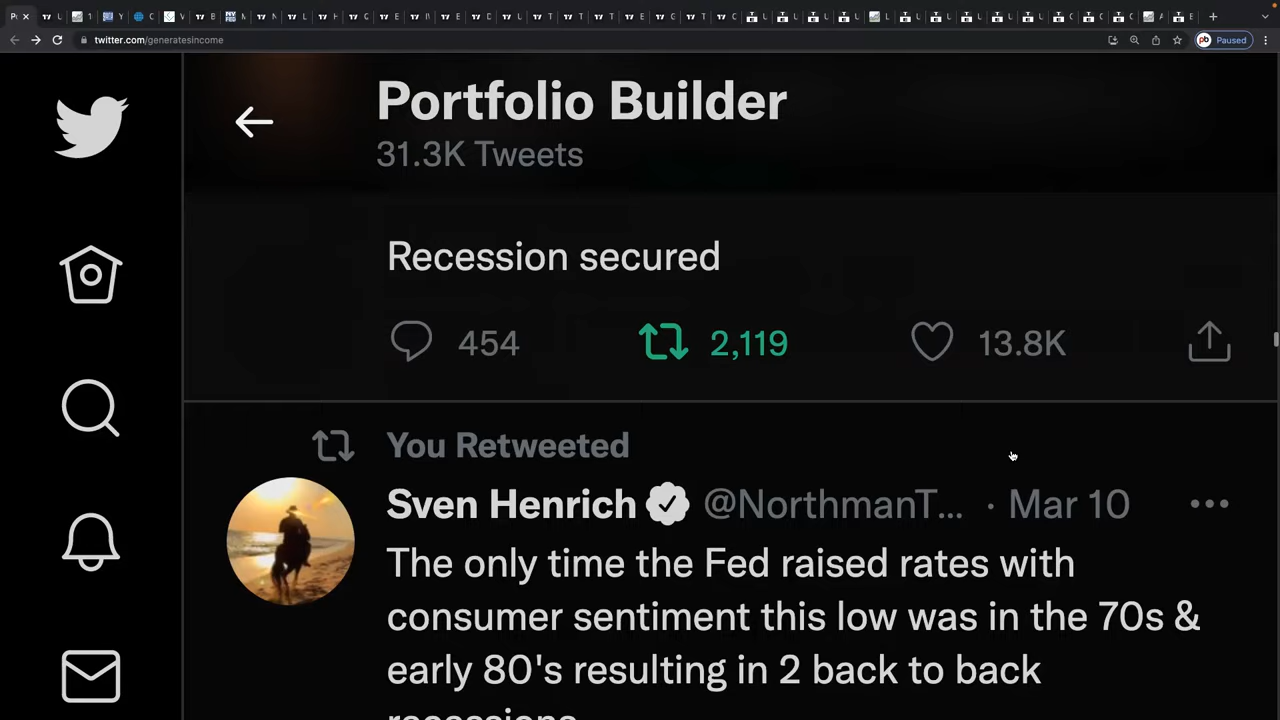 twitter.com/generatesincome
Paused
Portfolio Builder
31.3K Tweets
Recession secured
454 2,119 13.8K
You Retweeted
Sven Henrich @NorthmanT... · Mar 10
The only time the Fed raised rates with
consumer sentiment this low was in the 70s &
early 80's resulting in 2 back to back
recessions